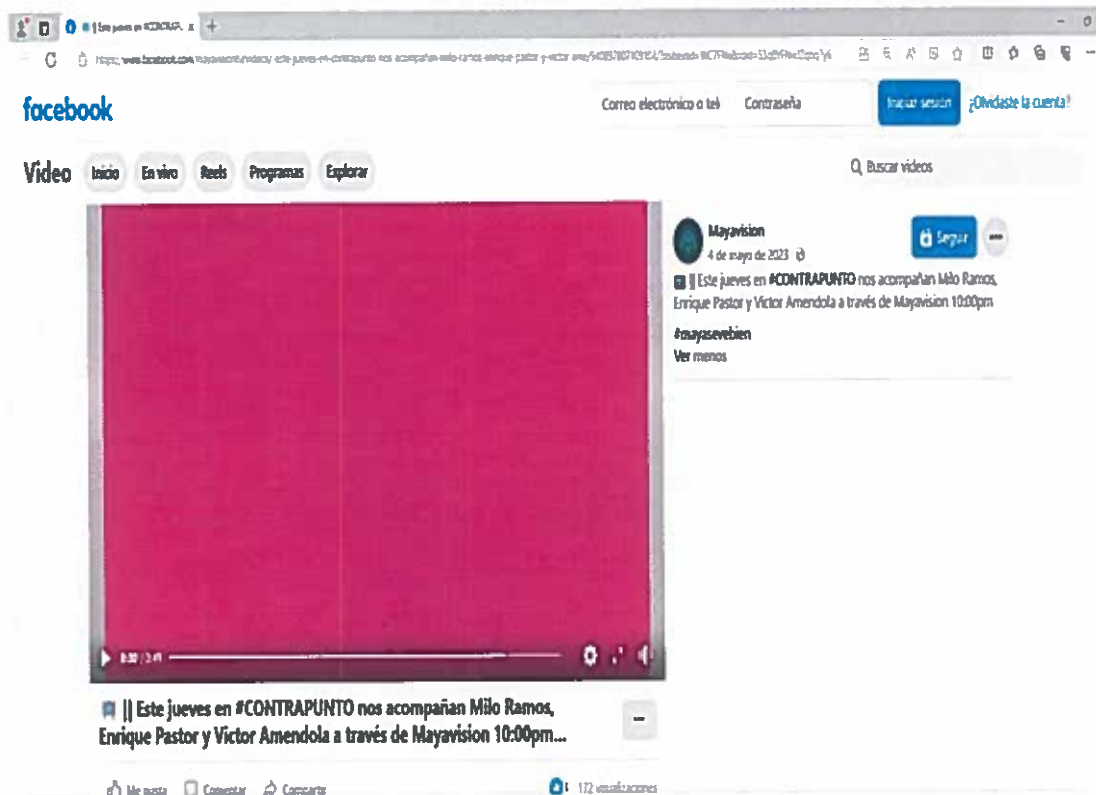 facebook
Correo electrónico o tel
Contraseña
Iniciar sesión
¿Olvidaste la cuenta?
Video
Inicio
En vivo
Reels
Programas
Explorar
Buscar videos
Mayavision
4 de mayo de 2023
Seguir
|| Este jueves en #CONTRAPUNTO nos acompañan Milo Ramos,
Enrique Pastor y Victor Amendola a través de Mayavision 10:00pm
#mayasevebien
Ver menos
|| Este jueves en #CONTRAPUNTO nos acompañan Milo Ramos,
Enrique Pastor y Victor Amendola a través de Mayavision 10:00pm...
Me gusta
Comentar
Compartir
172 visualizaciones